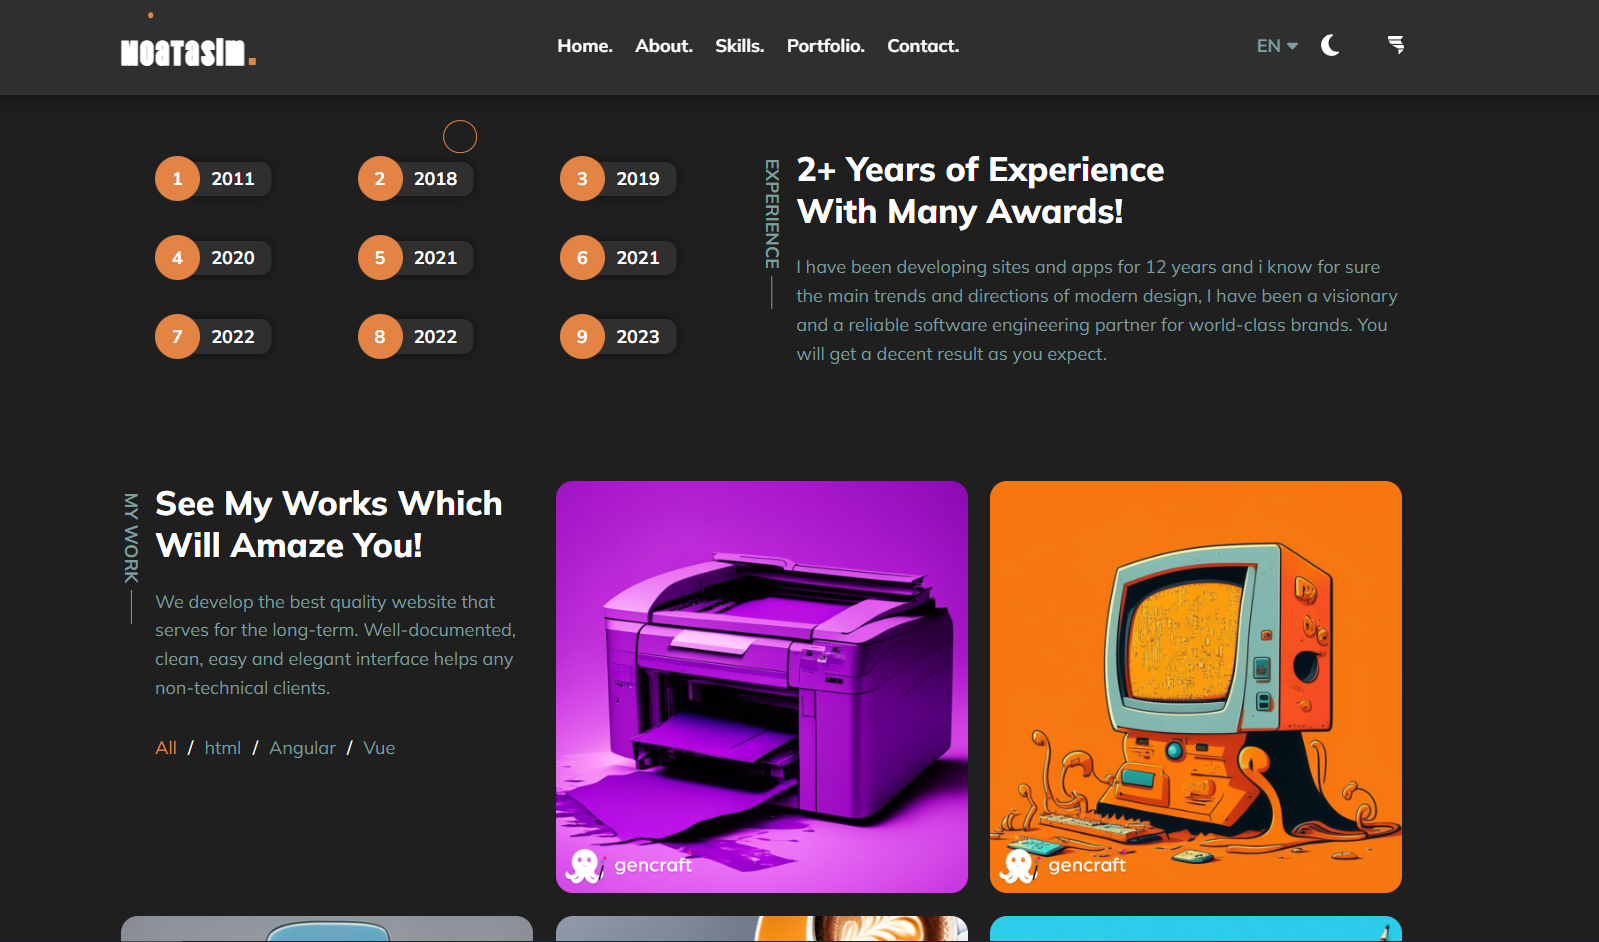 MOATASIM.
Home. About. Skills. Portfolio. Contact.
EN
1 2011
2 2018
3 2019
4 2020
5 2021
6 2021
7 2022
8 2022
9 2023
EXPERIENCE
2+ Years of Experience
With Many Awards!
I have been developing sites and apps for 12 years and i know for sure
the main trends and directions of modern design, I have been a visionary
and a reliable software engineering partner for world-class brands. You
will get a decent result as you expect.
MY WORK
See My Works Which
Will Amaze You!
We develop the best quality website that
serves for the long-term. Well-documented,
clean, easy and elegant interface helps any
non-technical clients.
All / html / Angular / Vue
gencraft
gencraft